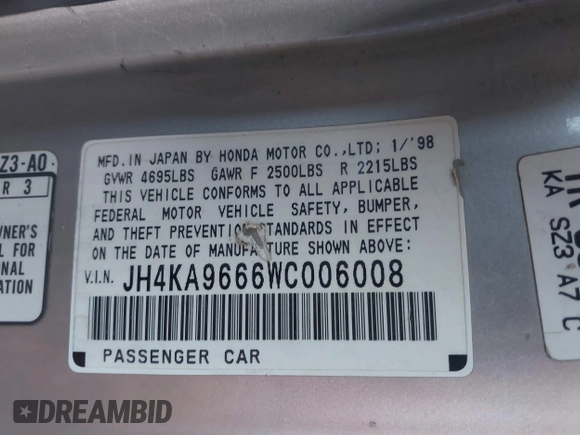 MFD.IN JAPAN BY HONDA MOTOR CO.,LTD; 1/'98
GVWR 4695LBS GAWR F 2500LBS R 2215LBS
THIS VEHICLE CONFORMS TO ALL APPLICABLE
FEDERAL MOTOR VEHICLE SAFETY, BUMPER,
AND THEFT PREVENTION STANDARDS IN EFFECT
ON THE DATE OF MANUFACTURE SHOWN ABOVE:
V.I.N. JH4KA9666WC006008
PASSENGER CAR
Z3-A0
R 3
WNER'S
L FOR
ONAL
ATION
KA SZ3 A7 C
DREAMBID